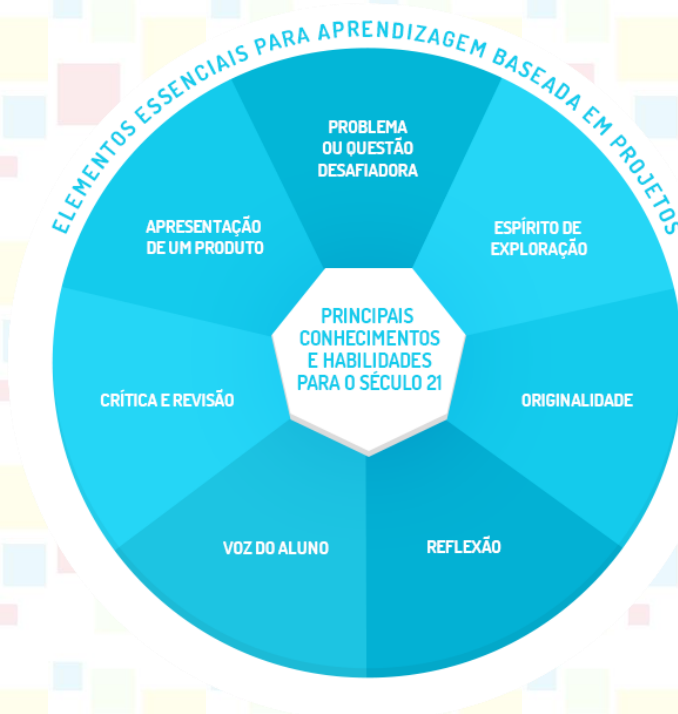 ELEMENTOS ESSENCIAIS PARA APRENDIZAGEM BASEADA EM PROJETOS
PROBLEMA
OU QUESTÃO
DESAFIADORA
ESPÍRITO DE
EXPLORAÇÃO
ORIGINALIDADE
REFLEXÃO
VOZ DO ALUNO
CRÍTICA E REVISÃO
APRESENTAÇÃO
DE UM PRODUTO
PRINCIPAIS
CONHECIMENTOS
E HABILIDADES
PARA O SÉCULO 21